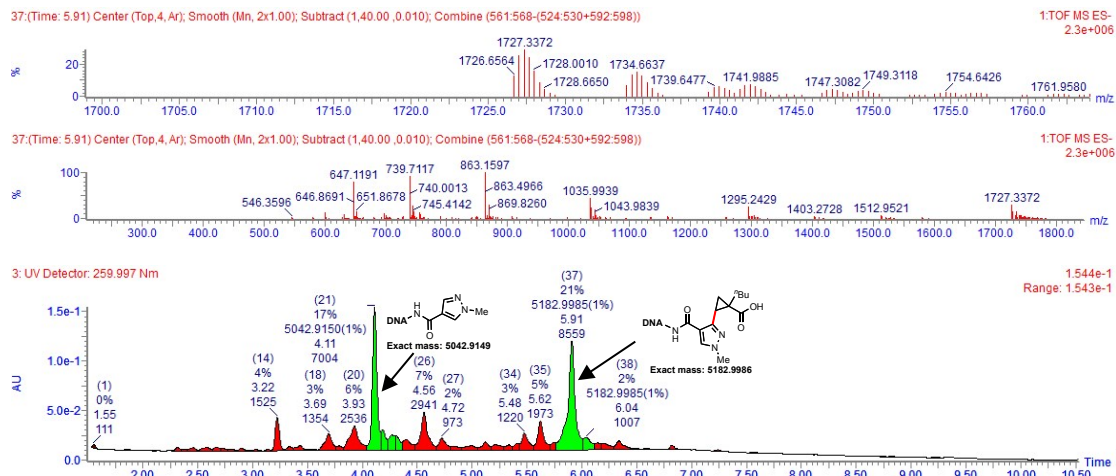 37:(Time: 5.91) Center (Top,4, Ar); Smooth (Mn, 2x1.00); Subtract (1,40.00 ,0.010); Combine (561:568-(524:530+592:598))
1:TOF MS ES-
2.3e+006
1727.3372
1726.6564
1728.0010
1728.6650
1734.6637
1739.6477
1741.9885
1747.3082
1749.3118
1754.6426
1761.9580
20
0
%
1700.0 1705.0 1710.0 1715.0 1720.0 1725.0 1730.0 1735.0 1740.0 1745.0 1750.0 1755.0 1760.0 m/z
37:(Time: 5.91) Center (Top,4, Ar); Smooth (Mn, 2x1.00); Subtract (1,40.00 ,0.010); Combine (561:568-(524:530+592:598))
1:TOF MS ES-
2.3e+006
100
0
%
546.3596
647.1191
646.8691
651.8678
739.7117
740.0013
745.4142
863.1597
863.4966
869.8260
1035.9939
1043.9839
1295.2429
1403.2728
1512.9521
1727.3372
200.0 300.0 400.0 500.0 600.0 700.0 800.0 900.0 1000.0 1100.0 1200.0 1300.0 1400.0 1500.0 1600.0 1700.0 1800.0 m/z
3: UV Detector: 259.997 Nm
1.544e-1
Range: 1.543e-1
1.5e-1
1.0e-1
5.0e-2
0.0
AU
(1)
0%
1.55
111
(14)
4%
3.22
1525
(18)
3%
3.69
1354
(20)
6%
3.93
2536
(21)
17%
5042.9150(1%)
4.11
7004
(26)
7%
4.56
2941
(27)
2%
4.72
973
(34)
3%
5.48
1220
(35)
5%
5.62
1973
(37)
21%
5182.9985(1%)
5.91
8559
(38)
2%
5182.9985(1%)
6.04
1007
DNA
H
N
O
N
N
Me
Exact mass: 5042.9149
DNA
N
H
O
N
N
Me
nBu
OH
O
Exact mass: 5182.9986
2.00 2.50 3.00 3.50 4.00 4.50 5.00 5.50 6.00 6.50 7.00 7.50 8.00 8.50 9.00 9.50 10.00 10.50
Time